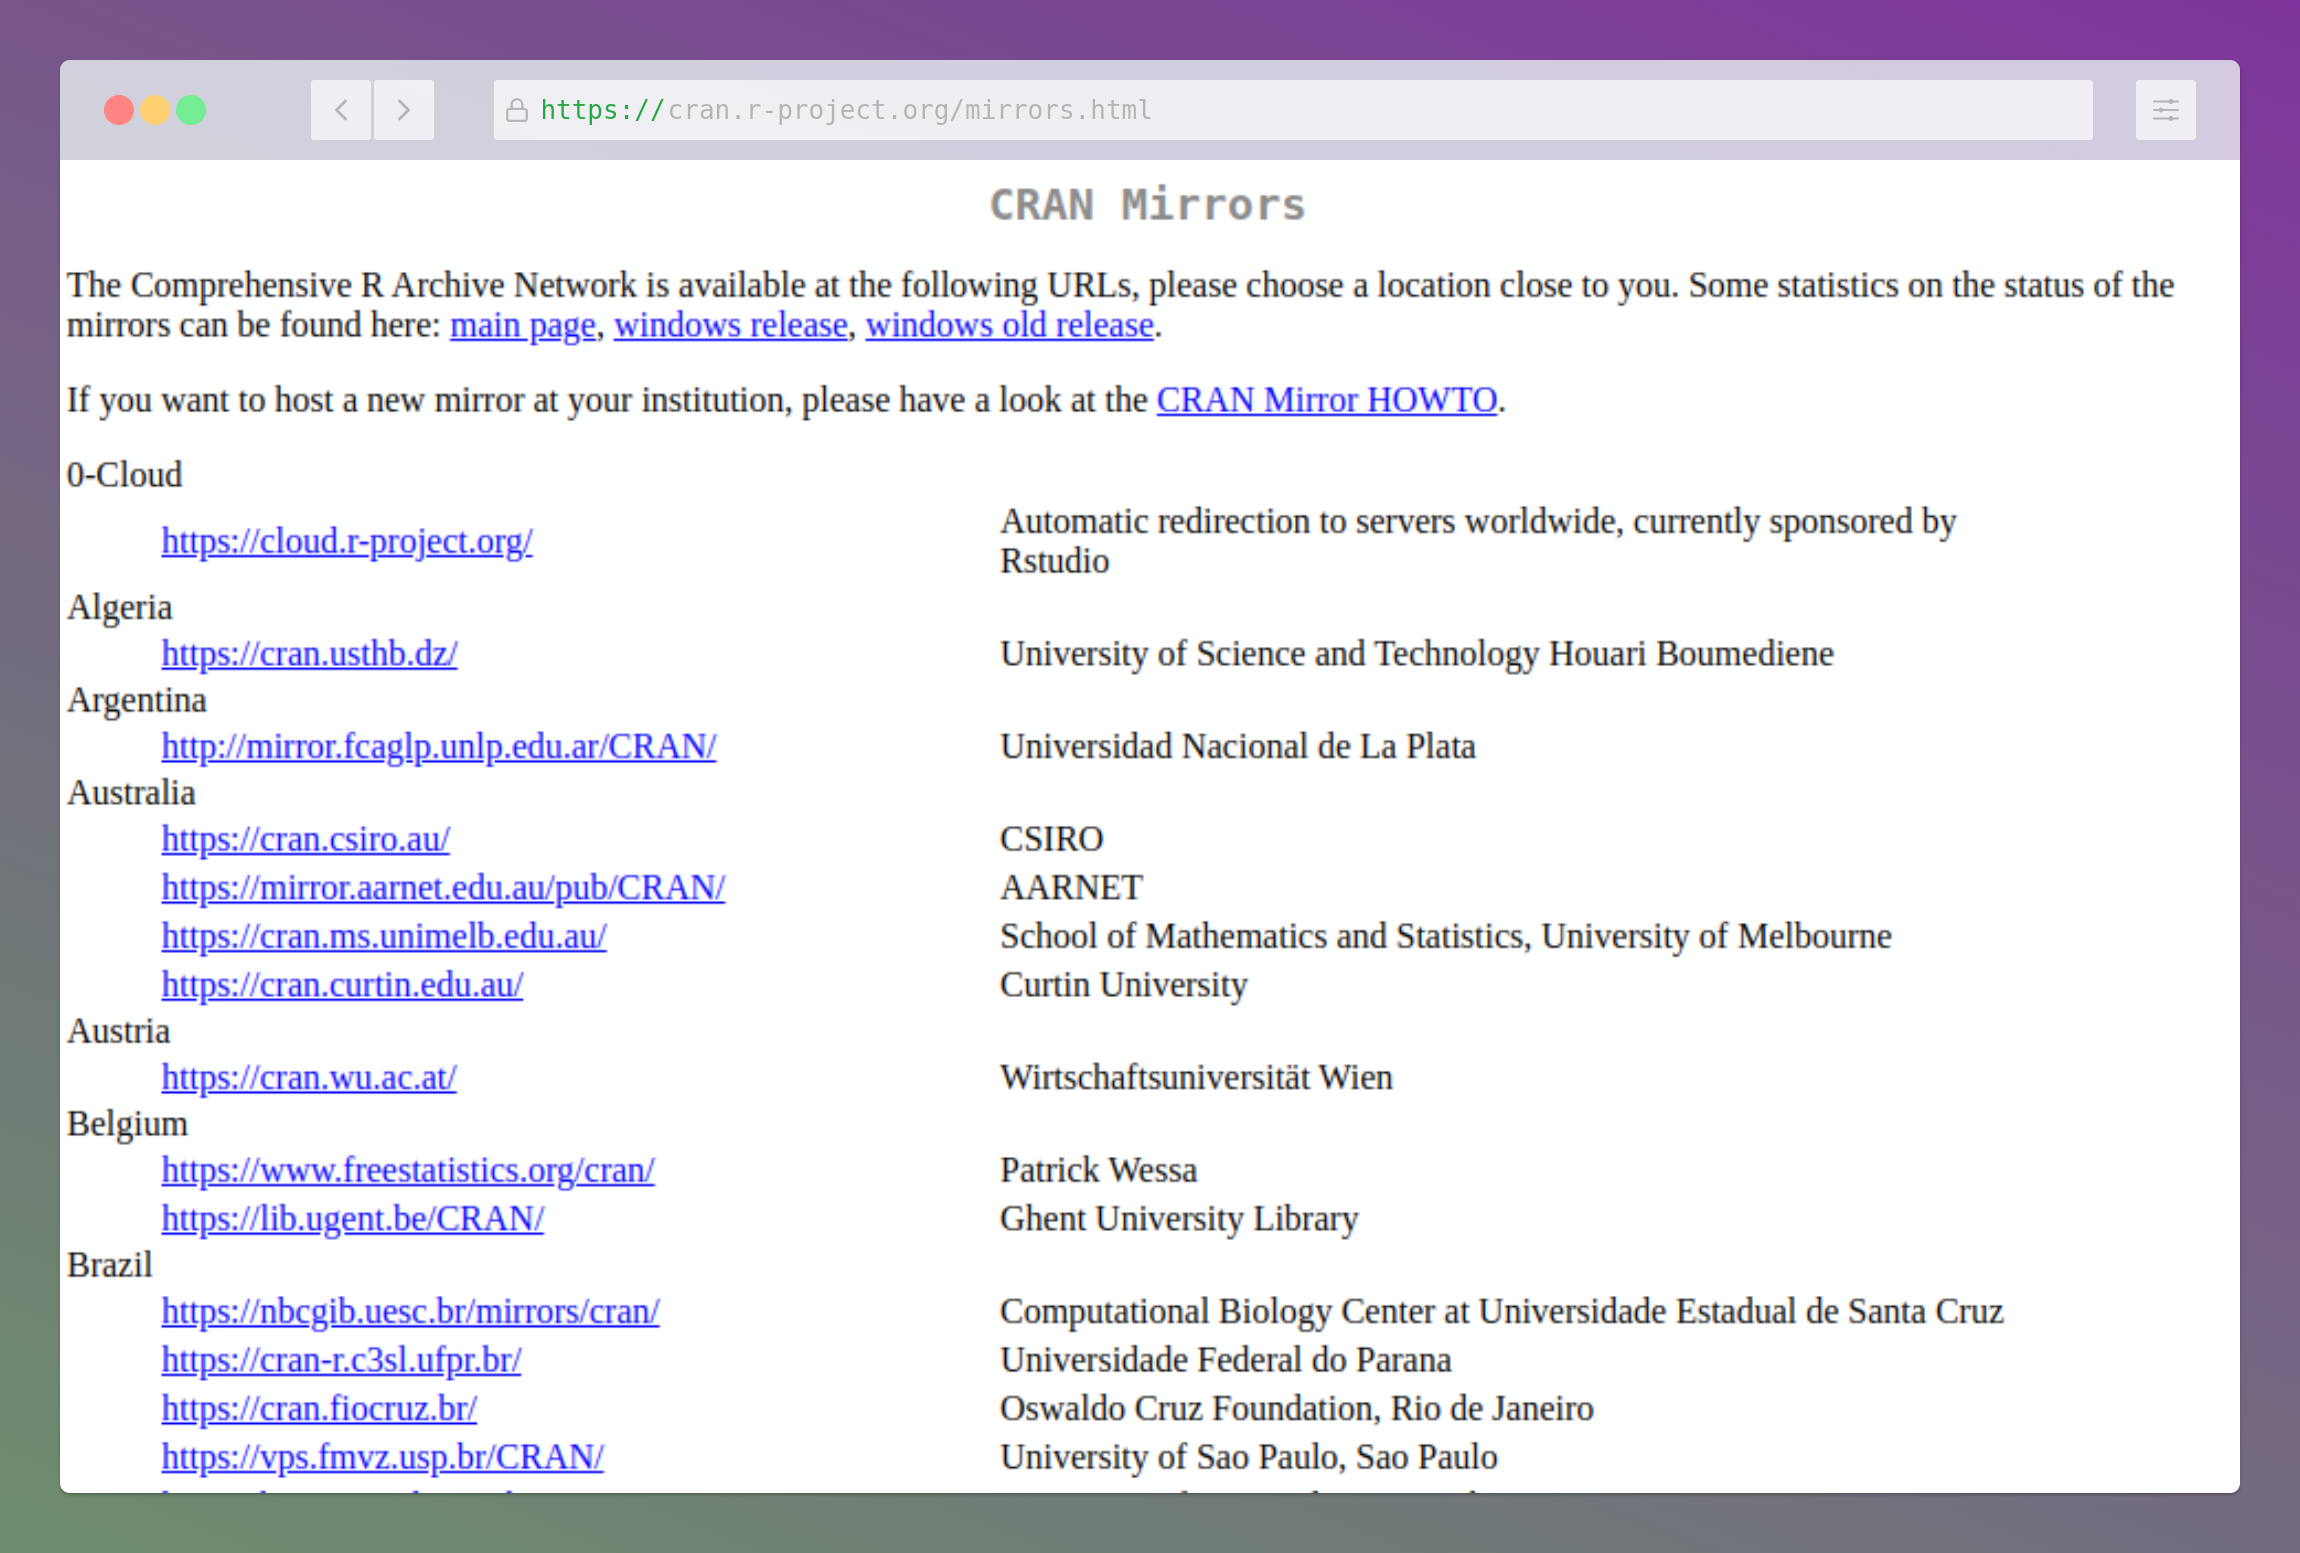 https://cran.r-project.org/mirrors.html
CRAN Mirrors
The Comprehensive R Archive Network is available at the following URLs, please choose a location close to you. Some statistics on the status of the
mirrors can be found here: main page, windows release, windows old release.
If you want to host a new mirror at your institution, please have a look at the CRAN Mirror HOWTO.
0-Cloud
https://cloud.r-project.org/ Automatic redirection to servers worldwide, currently sponsored by
Rstudio
Algeria
https://cran.usthb.dz/ University of Science and Technology Houari Boumediene
Argentina
http://mirror.fcaglp.unlp.edu.ar/CRAN/ Universidad Nacional de La Plata
Australia
https://cran.csiro.au/ CSIRO
https://mirror.aarnet.edu.au/pub/CRAN/ AARNET
https://cran.ms.unimelb.edu.au/ School of Mathematics and Statistics, University of Melbourne
https://cran.curtin.edu.au/ Curtin University
Austria
https://cran.wu.ac.at/ Wirtschaftsuniversität Wien
Belgium
https://www.freestatistics.org/cran/ Patrick Wessa
https://lib.ugent.be/CRAN/ Ghent University Library
Brazil
https://nbcgib.uesc.br/mirrors/cran/ Computational Biology Center at Universidade Estadual de Santa Cruz
https://cran-r.c3sl.ufpr.br/ Universidade Federal do Parana
https://cran.fiocruz.br/ Oswaldo Cruz Foundation, Rio de Janeiro
https://vps.fmvz.usp.br/CRAN/ University of Sao Paulo, Sao Paulo